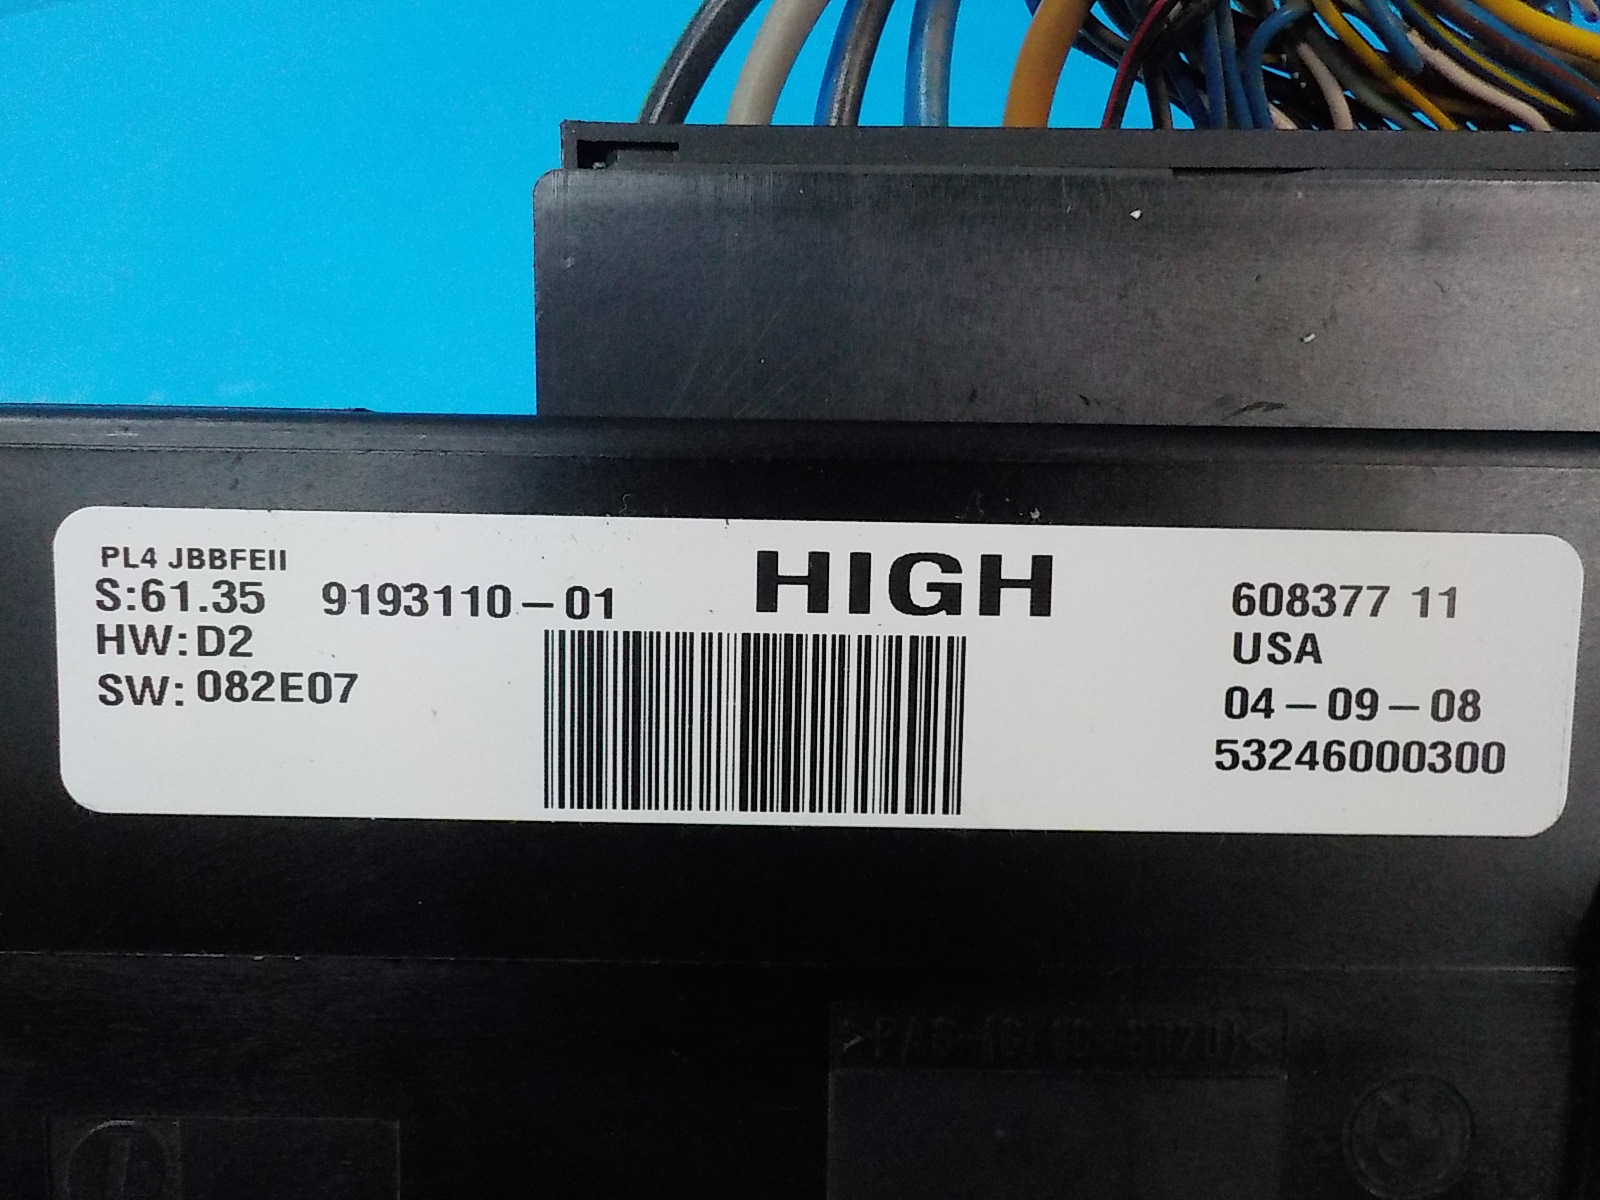 PL4 JBBFEII
S:61.35 9193110-01
HW:D2
SW:082E07
HIGH
608377 11
USA
04-09-08
53246000300